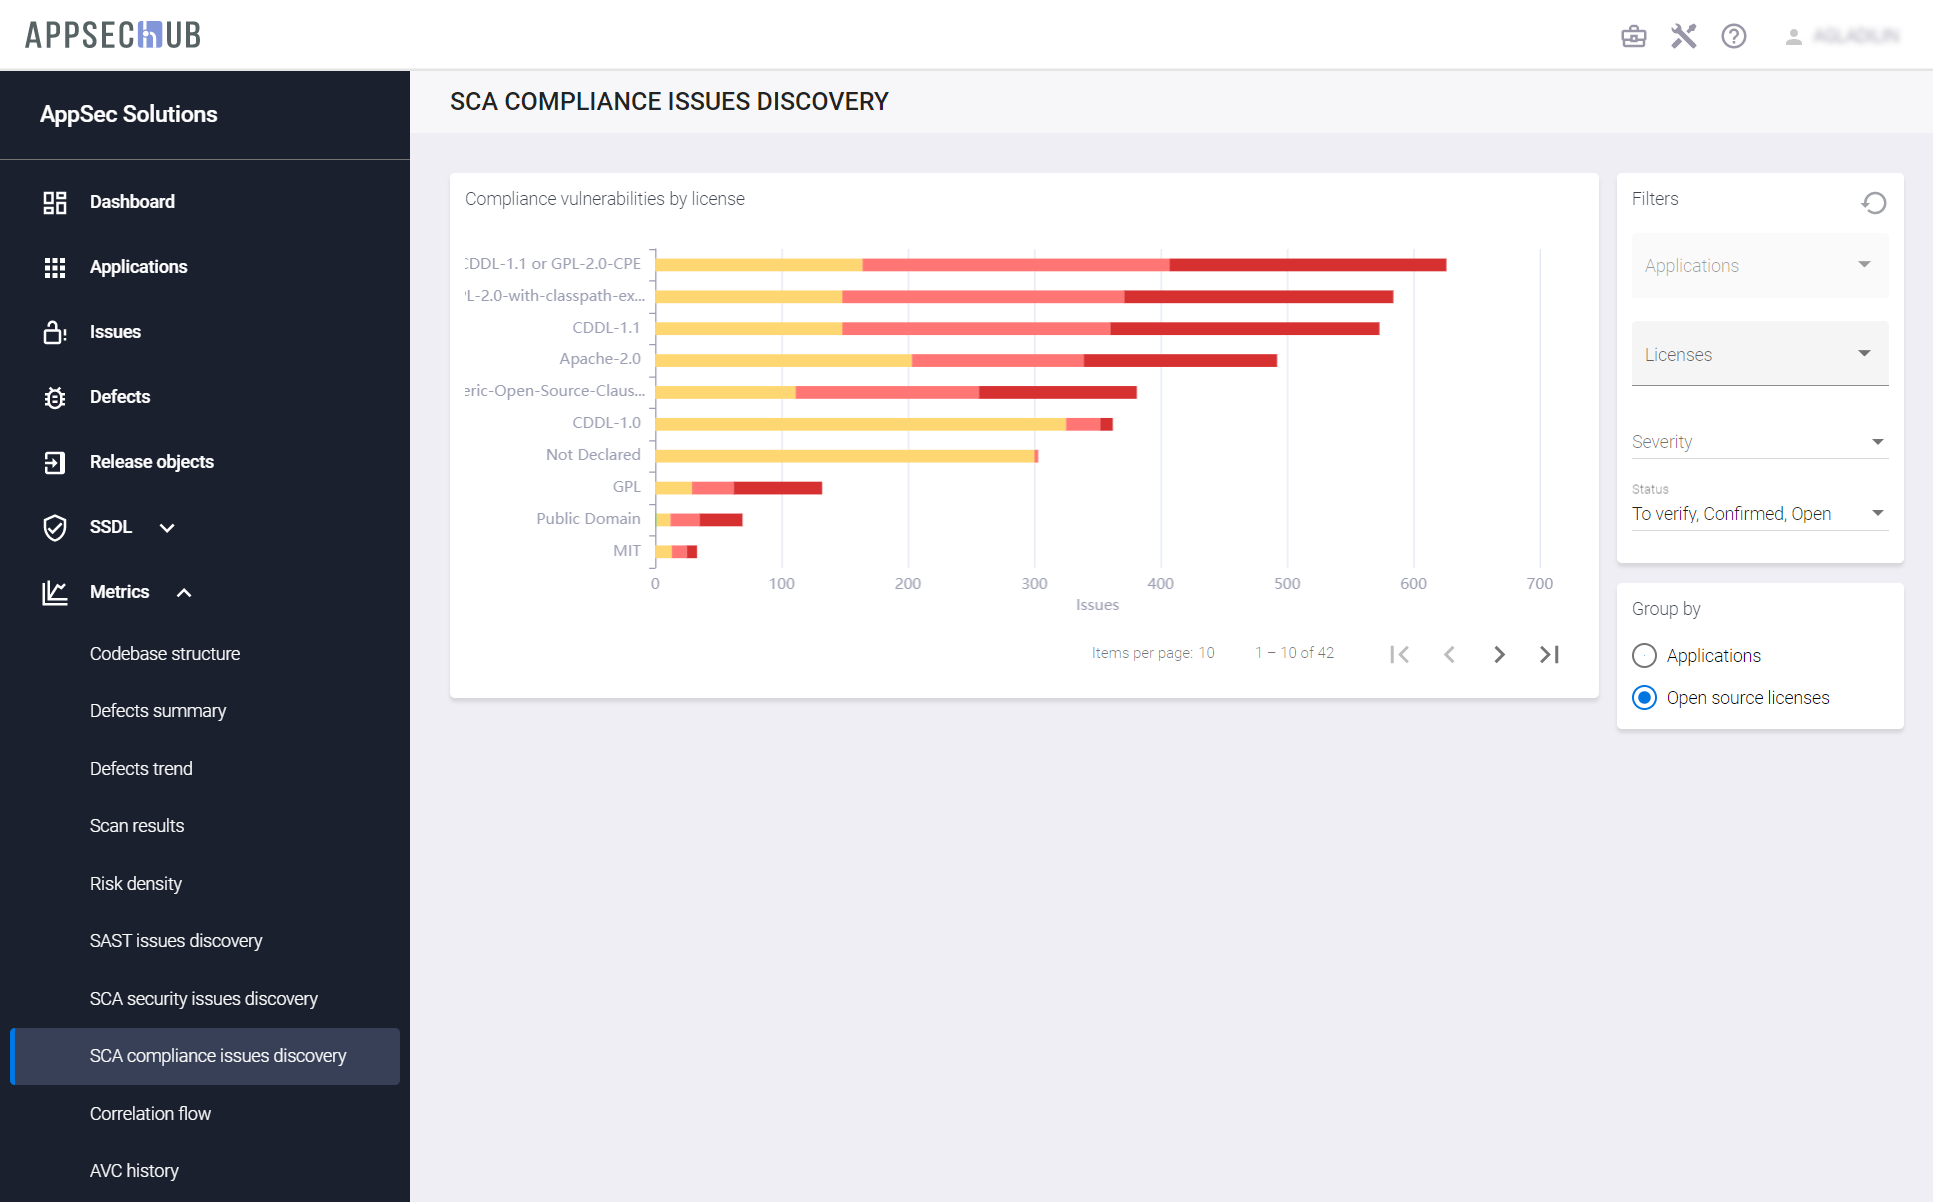 APPSECHUB
AppSec Solutions
Dashboard
Applications
Issues
Defects
Release objects
SSDL
Metrics
Codebase structure
Defects summary
Defects trend
Scan results
Risk density
SAST issues discovery
SCA security issues discovery
SCA compliance issues discovery
Correlation flow
AVC history
SCA COMPLIANCE ISSUES DISCOVERY
Compliance vulnerabilities by license
CDDL-1.1 or GPL-2.0-CPE
PL-2.0-with-classpath-ex...
CDDL-1.1
Apache-2.0
eric-Open-Source-Claus...
CDDL-1.0
Not Declared
GPL
Public Domain
MIT
0 100 200 300 400 500 600 700
Issues
Items per page: 10 1 – 10 of 42
Filters
Applications
Licenses
Severity
Status
To verify, Confirmed, Open
Group by
Applications
Open source licenses